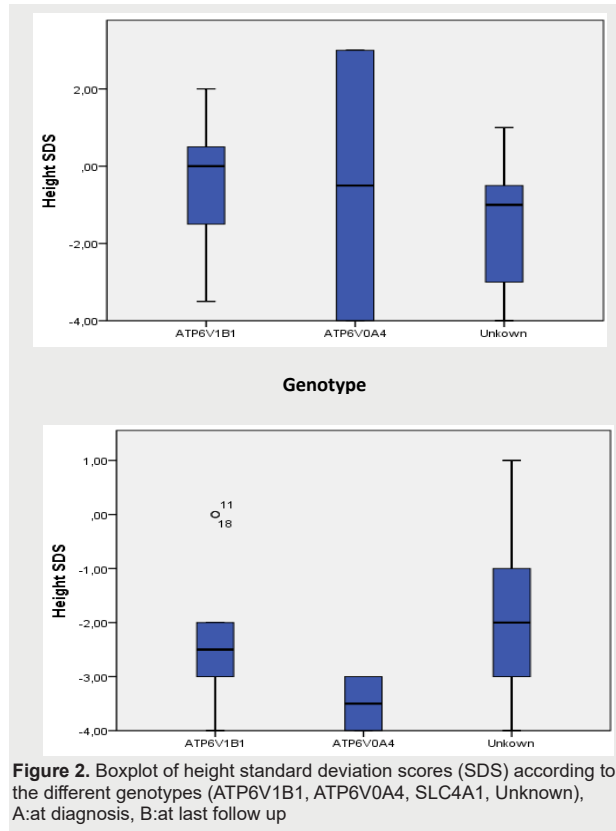 Height SDS
2,00
,00
-2,00
-4,00
ATP6V1B1 ATP6V0A4 Unkown
Genotype
Height SDS
1,00
,00
-1,00
-2,00
-3,00
-4,00
11
18
ATP6V1B1 ATP6V0A4 Unkown
Figure 2. Boxplot of height standard deviation scores (SDS) according to
the different genotypes (ATP6V1B1, ATP6V0A4, SLC4A1, Unknown),
A:at diagnosis, B:at last follow up